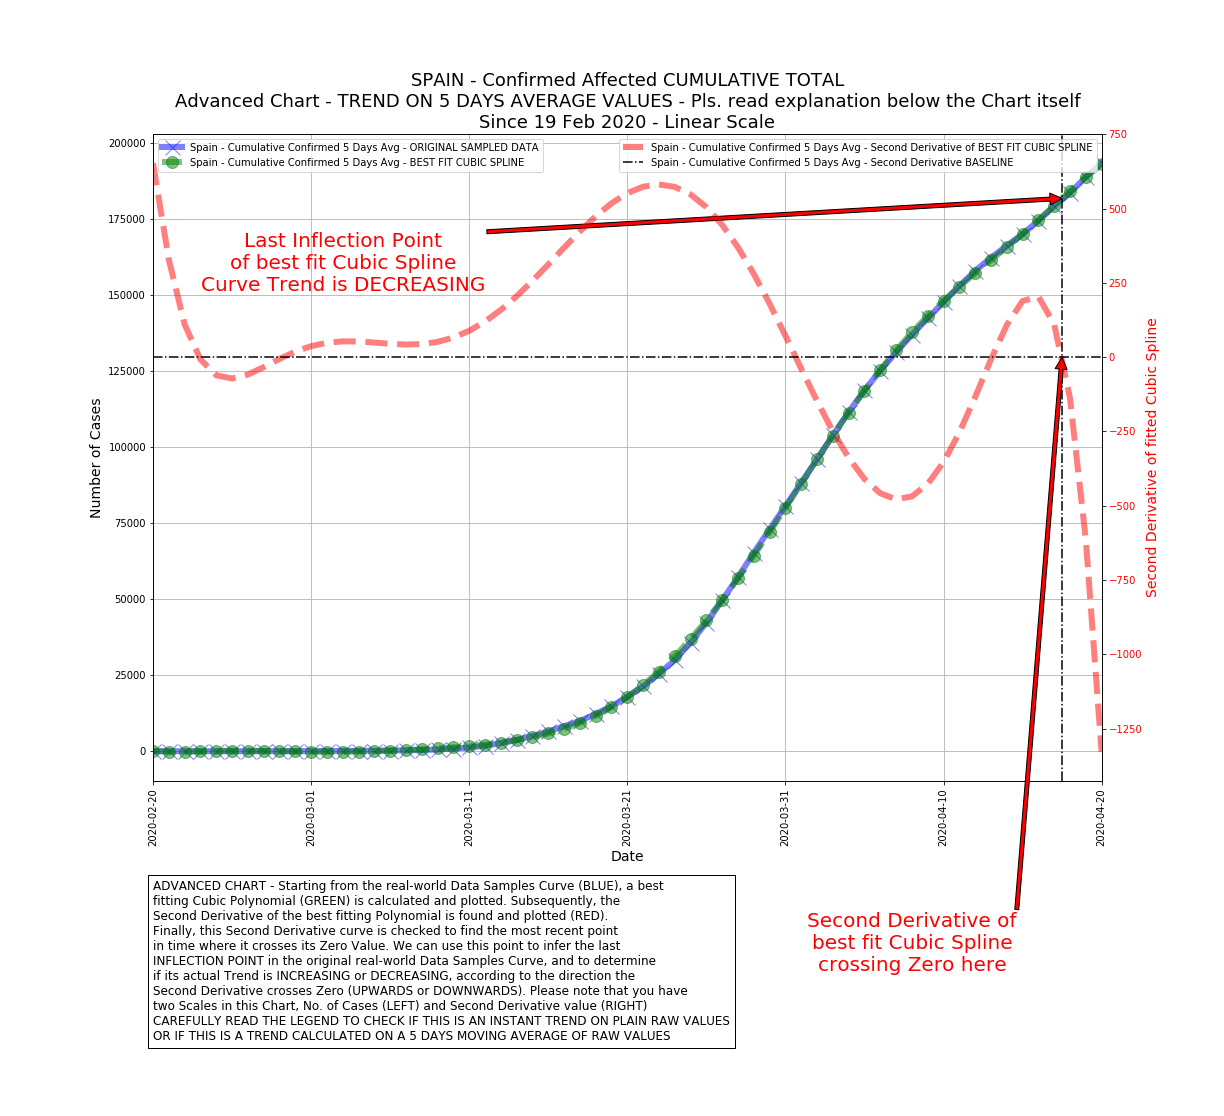 SPAIN - Confirmed Affected CUMULATIVE TOTAL
Advanced Chart - TREND ON 5 DAYS AVERAGE VALUES - Pls. read explanation below the Chart itself
Since 19 Feb 2020 - Linear Scale
Spain - Cumulative Confirmed 5 Days Avg - ORIGINAL SAMPLED DATA
Spain - Cumulative Confirmed 5 Days Avg - BEST FIT CUBIC SPLINE
Spain - Cumulative Confirmed 5 Days Avg - Second Derivative of BEST FIT CUBIC SPLINE
Spain - Cumulative Confirmed 5 Days Avg - Second Derivative BASELINE
Last Inflection Point
of best fit Cubic Spline
Curve Trend is DECREASING
Number of Cases
200000
175000
150000
125000
100000
75000
50000
25000
0
750
500
250
0
−250
−500
−750
−1000
−1250
Second Derivative of fitted Cubic Spline
2020-02-20
2020-03-01
2020-03-11
2020-03-21
2020-03-31
2020-04-10
2020-04-20
Date
ADVANCED CHART - Starting from the real-world Data Samples Curve (BLUE), a best
fitting Cubic Polynomial (GREEN) is calculated and plotted. Subsequently, the
Second Derivative of the best fitting Polynomial is found and plotted (RED).
Finally, this Second Derivative curve is checked to find the most recent point
in time where it crosses its Zero Value. We can use this point to infer the last
INFLECTION POINT in the original real-world Data Samples Curve, and to determine
if its actual Trend is INCREASING or DECREASING, according to the direction the
Second Derivative crosses Zero (UPWARDS or DOWNWARDS). Please note that you have
two Scales in this Chart, No. of Cases (LEFT) and Second Derivative value (RIGHT)
CAREFULLY READ THE LEGEND TO CHECK IF THIS IS AN INSTANT TREND ON PLAIN RAW VALUES
OR IF THIS IS A TREND CALCULATED ON A 5 DAYS MOVING AVERAGE OF RAW VALUES
Second Derivative of
best fit Cubic Spline
crossing Zero here